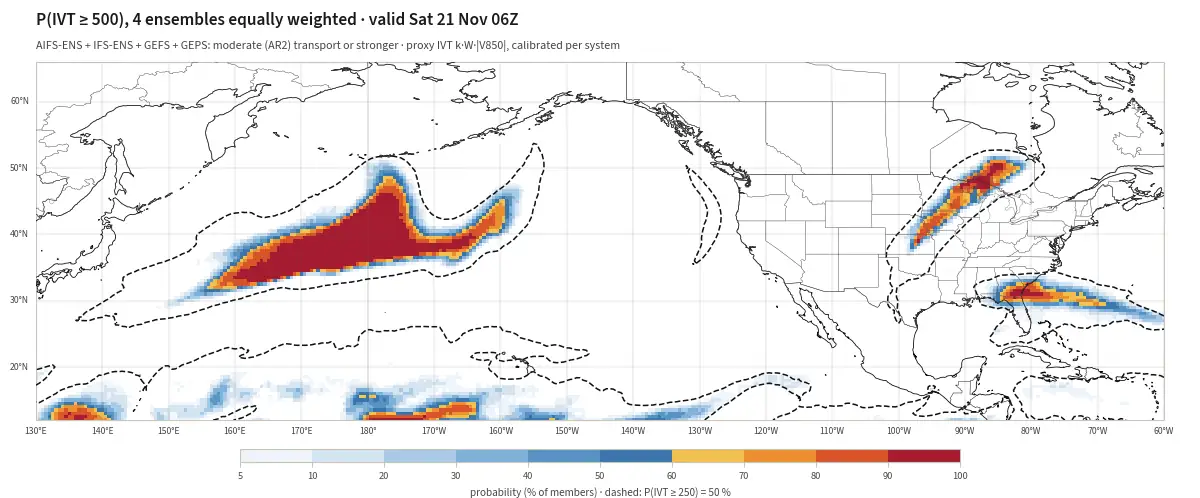 P(IVT ≥ 500), 4 ensembles equally weighted · valid Sat 21 Nov 06Z
AIFS-ENS + IFS-ENS + GEFS + GEPS: moderate (AR2) transport or stronger · proxy IVT k·W·|V850|, calibrated per system
60°N
50°N
40°N
30°N
20°N
130°E 140°E 150°E 160°E 170°E 180° 170°W 160°W 150°W 140°W 130°W 120°W 110°W 100°W 90°W 80°W 70°W 60°W
5 10 20 30 40 50 60 70 80 90 100
probability (% of members) · dashed: P(IVT ≥ 250) = 50 %